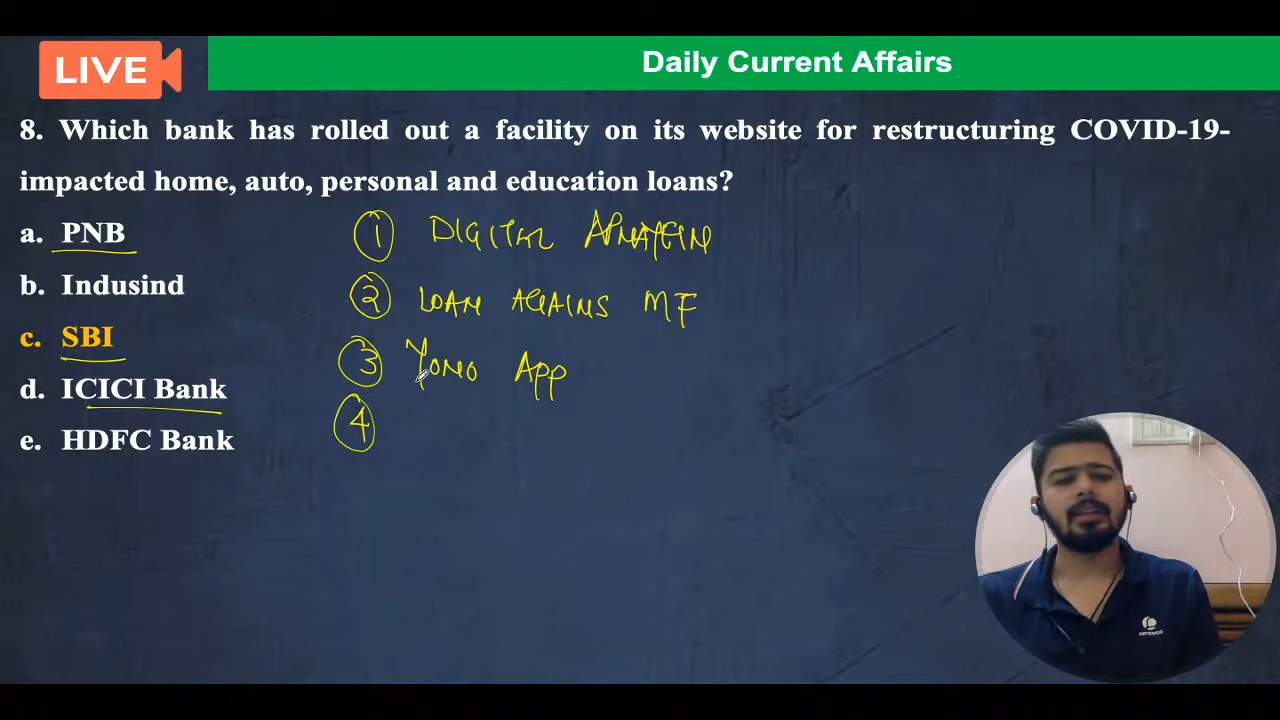 LIVE
Daily Current Affairs
8. Which bank has rolled out a facility on its website for restructuring COVID-19-
impacted home, auto, personal and education loans?
a. PNB
b. Indusind
c. SBI
d. ICICI Bank
e. HDFC Bank
1 DIGITAL APNAYEIN
2 LOAN AGAINS MF
3 YONO APP
4